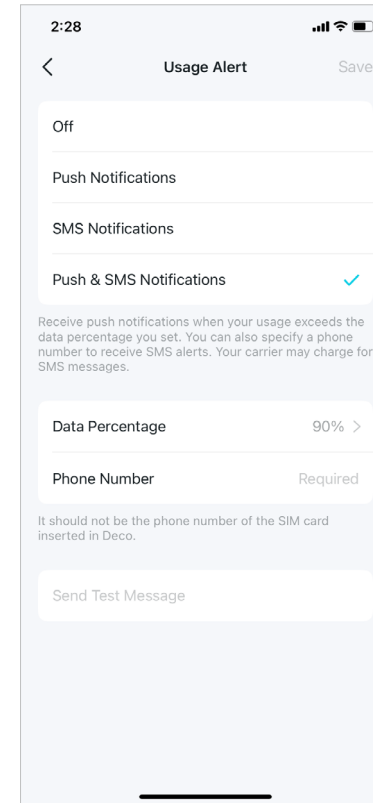 2:28
Usage Alert
Save
Off
Push Notifications
SMS Notifications
Push & SMS Notifications
Receive push notifications when your usage exceeds the
data percentage you set. You can also specify a phone
number to receive SMS alerts. Your carrier may charge for
SMS messages.
Data Percentage
90%
Phone Number
Required
It should not be the phone number of the SIM card
inserted in Deco.
Send Test Message